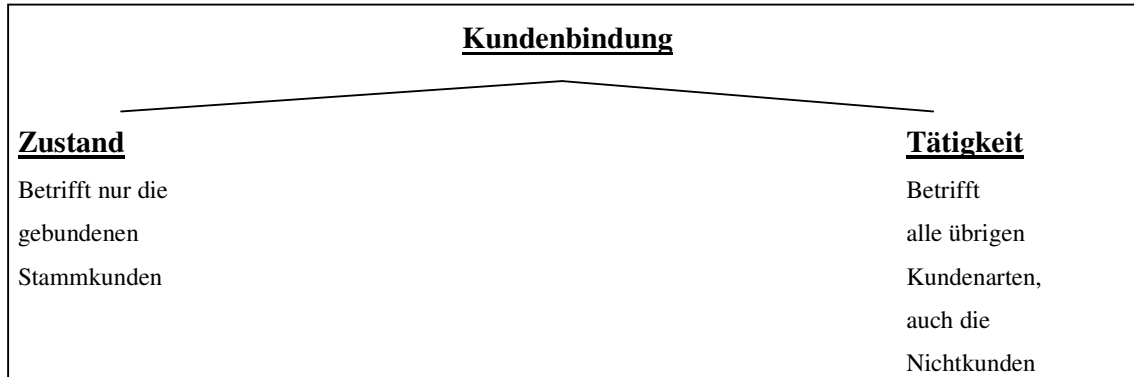 Kundenbindung
Zustand
Betrifft nur die
gebundenen
Stammkunden
Tätigkeit
Betrifft
alle übrigen
Kundenarten,
auch die
Nichtkunden